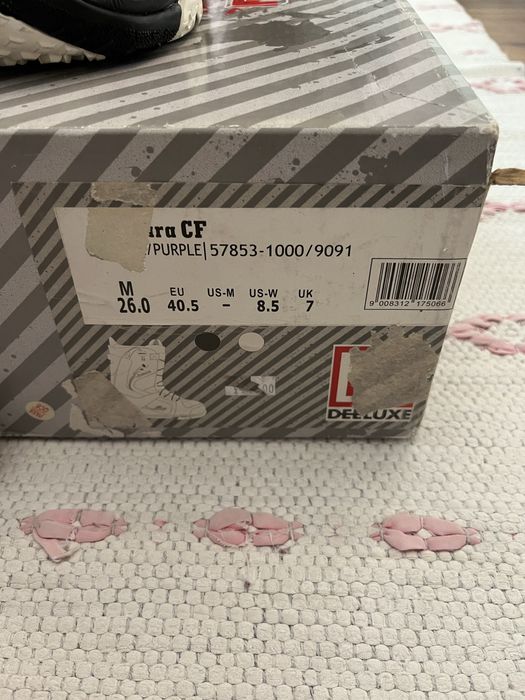 CF
/PURPLE|57853-1000/9091
M EU US-M US-W UK
26.0 40.5 - 8.5 7
9 008312 175066
DEELUXE